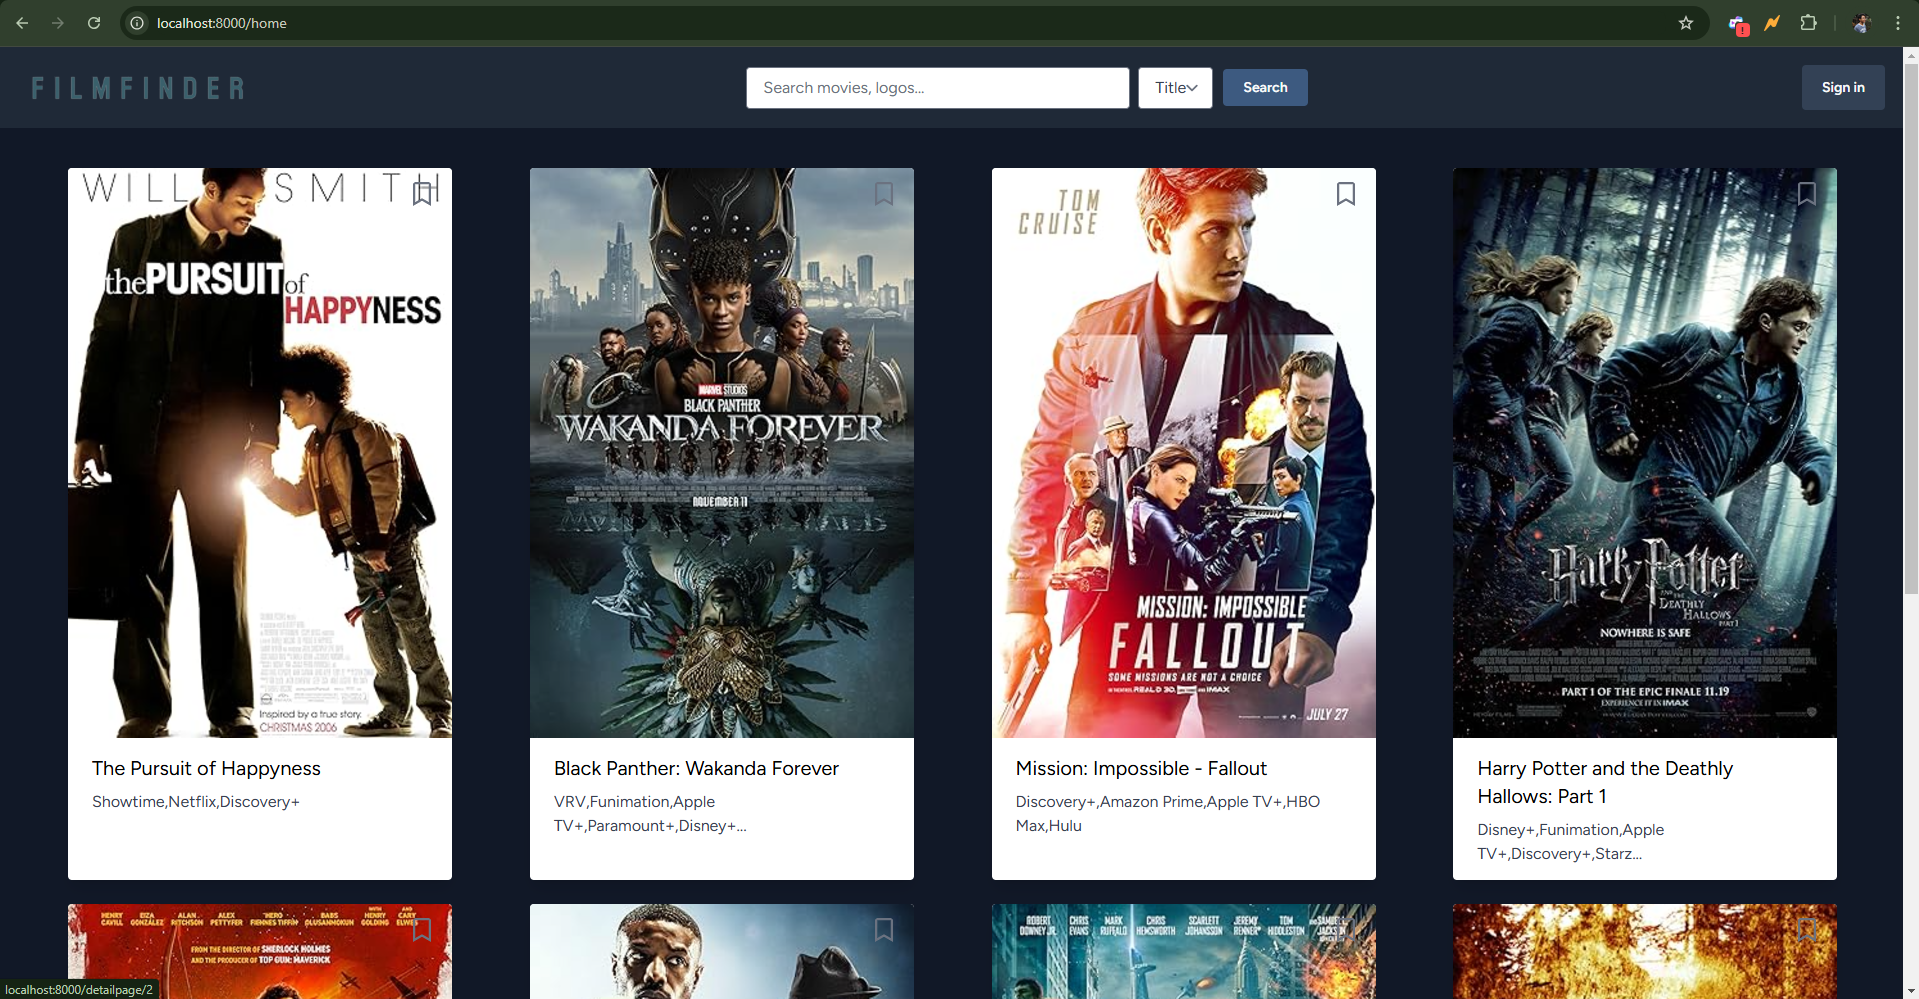 localhost:8000/home
FILMFINDER
Search movies, logos...
Title
Search
Sign in
WILL SMITH
the PURSUIT of
HAPPYNESS
Inspired by a true story.
CHRISTMAS 2006
The Pursuit of Happyness
Showtime,Netflix,Discovery+
MARVEL STUDIOS
BLACK PANTHER
WAKANDA FOREVER
NOVEMBER 11
Black Panther: Wakanda Forever
VRV,Funimation,Apple
TV+,Paramount+,Disney+...
TOM
CRUISE
MISSION: IMPOSSIBLE
FALLOUT
SOME MISSIONS ARE NOT A CHOICE
IN THEATRES, REAL D 3D, AND IMAX
JULY 27
Mission: Impossible - Fallout
Discovery+,Amazon Prime,Apple TV+,HBO
Max,Hulu
Harry Potter
AND THE
DEATHLY
HALLOWS
PART 1
NOWHERE IS SAFE
PART 1 OF THE EPIC FINALE 11.19
EXPERIENCE IT IN IMAX
Harry Potter and the Deathly
Hallows: Part 1
Disney+,Funimation,Apple
TV+,Discovery+,Starz...
HENRY CAVILL
EIZA GONZÁLEZ
ALAN RITCHSON
ALEX PETTYFER
HERO FIENNES TIFFIN
BABS OLUSANMOKUN
WITH HENRY GOLDING
AND CARY ELWES
FROM THE DIRECTOR OF SHERLOCK HOLMES
AND THE PRODUCER OF TOP GUN: MAVERICK
ROBERT DOWNEY JR.
CHRIS EVANS
MARK RUFFALO
CHRIS HEMSWORTH
SCARLETT JOHANSSON
JEREMY RENNER
TOM HIDDLESTON
localhost:8000/detailpage/2